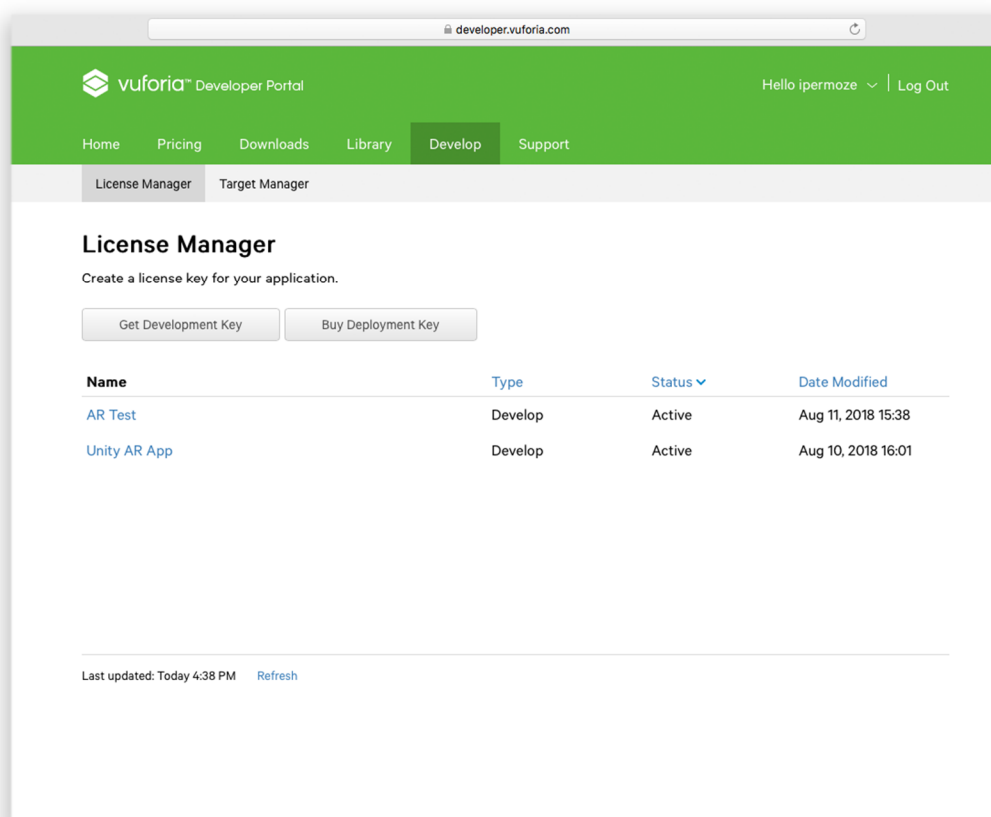 developer.vuforia.com
vuforia™ Developer Portal
Hello ipermoze Log Out
Home Pricing Downloads Library Develop Support
License Manager Target Manager
License Manager
Create a license key for your application.
Get Development Key Buy Deployment Key
Name Type Status Date Modified
AR Test Develop Active Aug 11, 2018 15:38
Unity AR App Develop Active Aug 10, 2018 16:01
Last updated: Today 4:38 PM Refresh